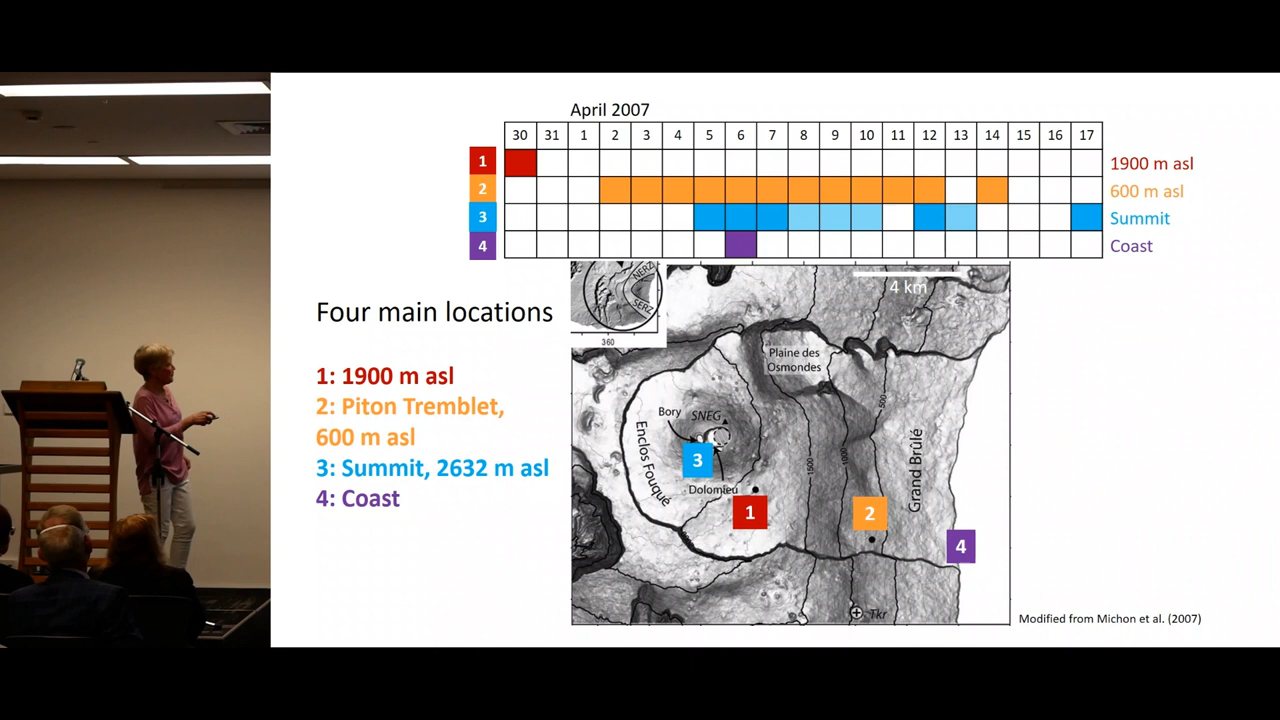 April 2007
30 31 1 2 3 4 5 6 7 8 9 10 11 12 13 14 15 16 17
1 1900 m asl
2 600 m asl
3 Summit
4 Coast
Four main locations
1: 1900 m asl
2: Piton Tremblet,
600 m asl
3: Summit, 2632 m asl
4: Coast
NERZ
SERZ
360
4 km
Plaine des
Osmondes
Bory
SNEG
Enclos Fouqué
Dolomieu
3
1
2
4
1500
1000
500
Grand Brûlé
Tkr
Modified from Michon et al. (2007)